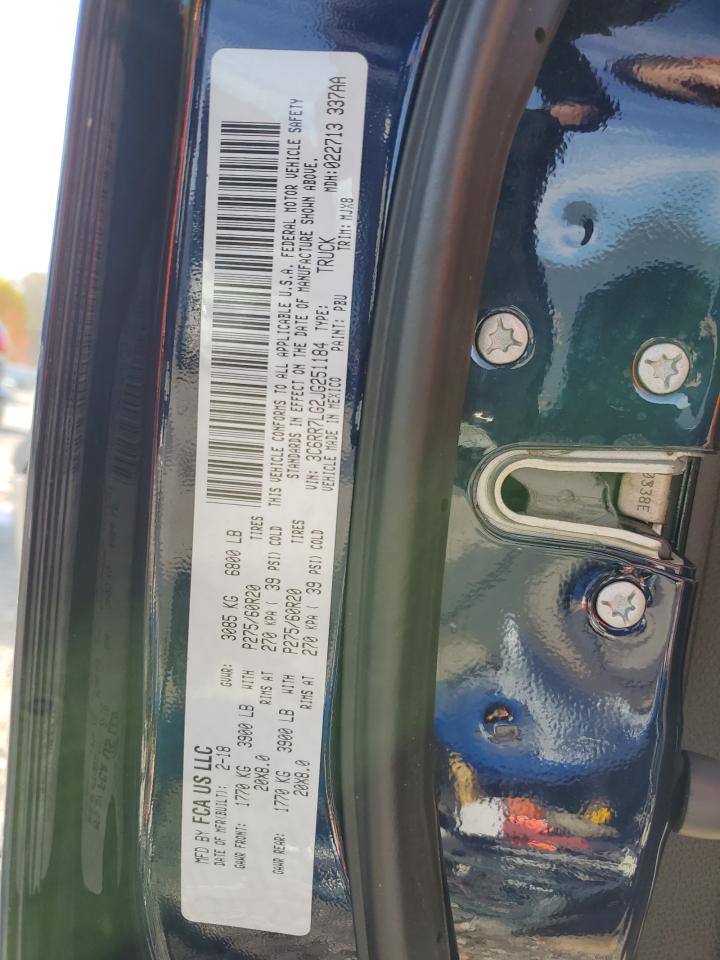 MFD BY FCA US LLC
DATE OF MFR(BUILT): 2-18 GVWR: 3085 KG 6800 LB
GAWR FRONT: 1770 KG 3900 LB WITH P275/60R20 TIRES
20X8.0 RIMS AT 270 KPA ( 39 PSI) COLD
GAWR REAR: 1770 KG 3900 LB WITH P275/60R20 TIRES
20X8.0 RIMS AT 270 KPA ( 39 PSI) COLD
THIS VEHICLE CONFORMS TO ALL APPLICABLE U.S.A. FEDERAL MOTOR VEHICLE SAFETY
STANDARDS IN EFFECT ON THE DATE OF MANUFACTURE SHOWN ABOVE.
VIN: 3C6RR7LG2JG251184 TYPE: TRUCK MDH:022713 337AA
VEHICLE MADE IN MEXICO PAINT: PBU TRIM: MJX8
0338E